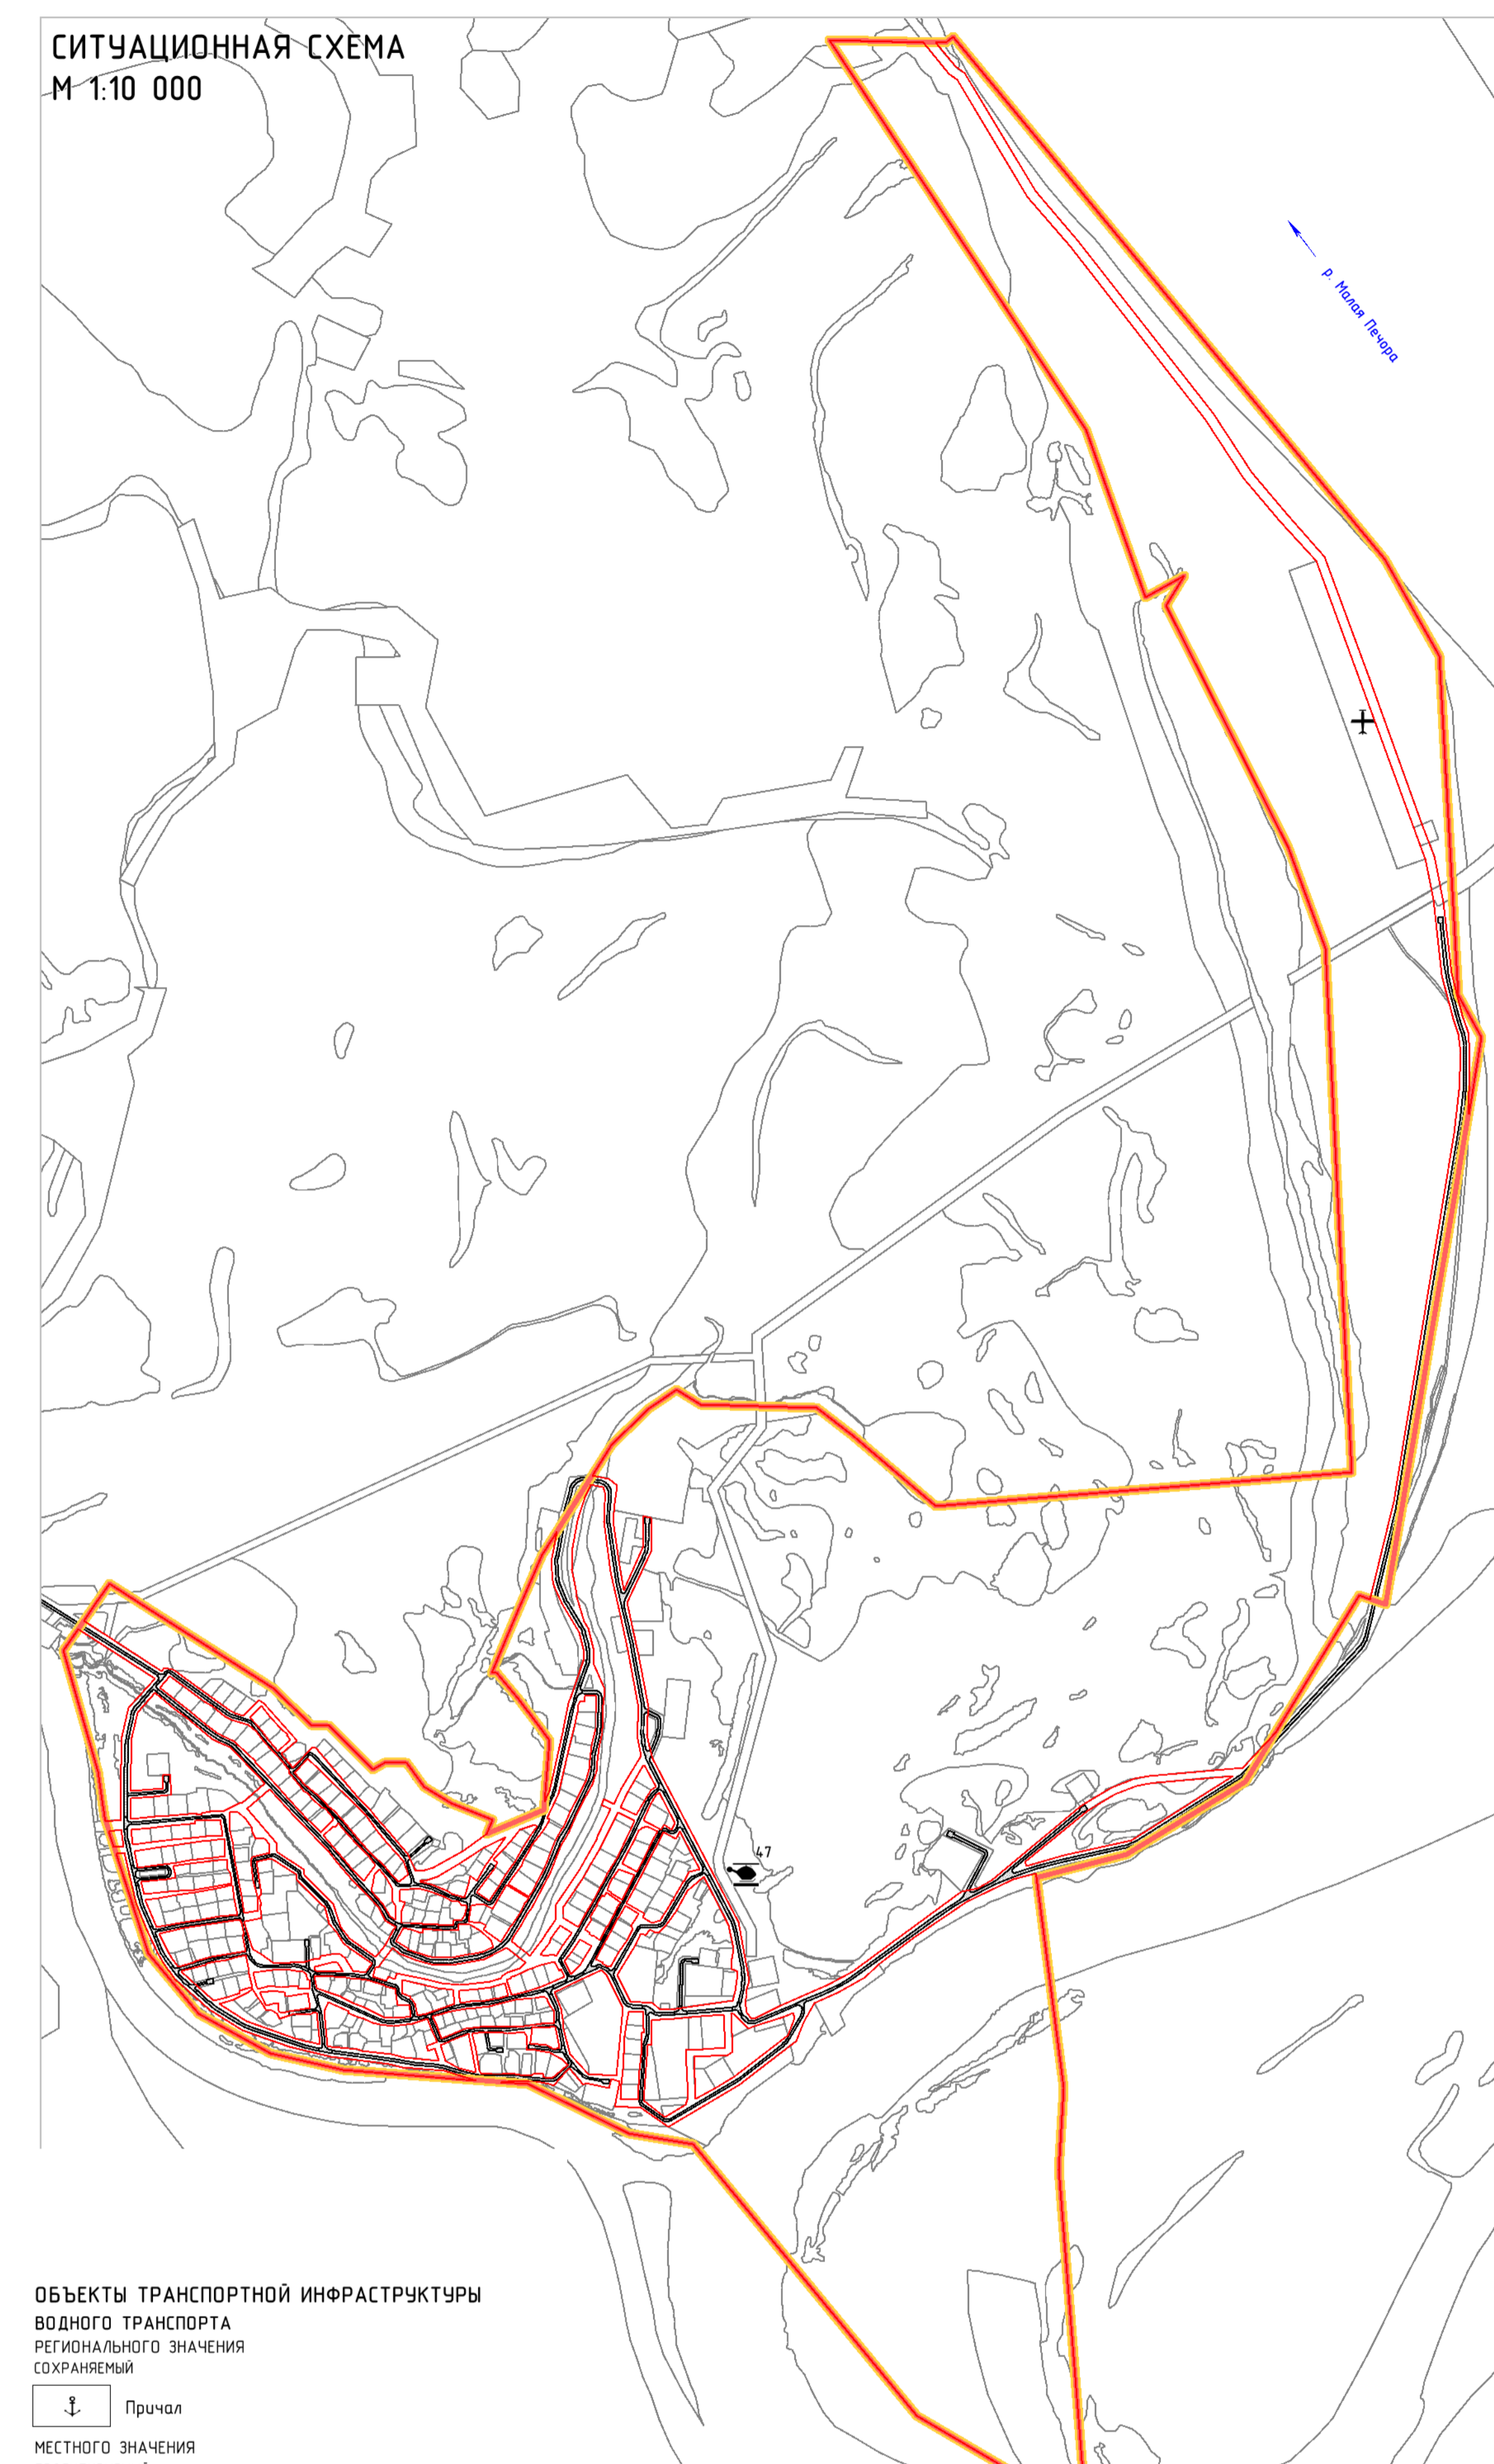 СИТУАЦИОННАЯ СХЕМА
М 1:10 000
р. Малая Печора
47
ОБЪЕКТЫ ТРАНСПОРТНОЙ ИНФРАСТРУКТУРЫ
ВОДНОГО ТРАНСПОРТА
РЕГИОНАЛЬНОГО ЗНАЧЕНИЯ
СОХРАНЯЕМЫЙ
Причал
МЕСТНОГО ЗНАЧЕНИЯ